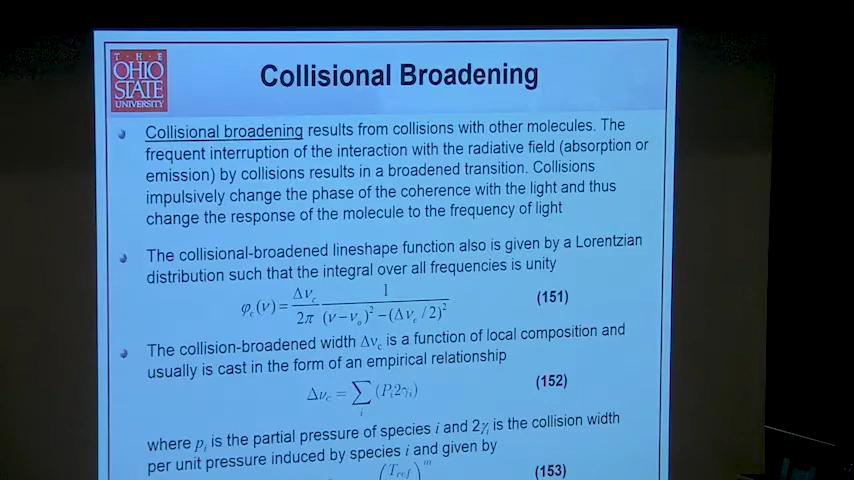 T · H · E
OHIO
STATE
UNIVERSITY
Collisional Broadening
Collisional broadening results from collisions with other molecules. The
frequent interruption of the interaction with the radiative field (absorption or
emission) by collisions results in a broadened transition. Collisions
impulsively change the phase of the coherence with the light and thus
change the response of the molecule to the frequency of light
The collisional-broadened lineshape function also is given by a Lorentzian
distribution such that the integral over all frequencies is unity
φc(ν) = Δνc/2π 1/((ν−νo)²−(Δνc/2)²) (151)
The collision-broadened width Δνc is a function of local composition and
usually is cast in the form of an empirical relationship
Δνc = ∑i (Pi2γi) (152)
where pi is the partial pressure of species i and 2γi is the collision width
per unit pressure induced by species i and given by
(Tref)^m (153)